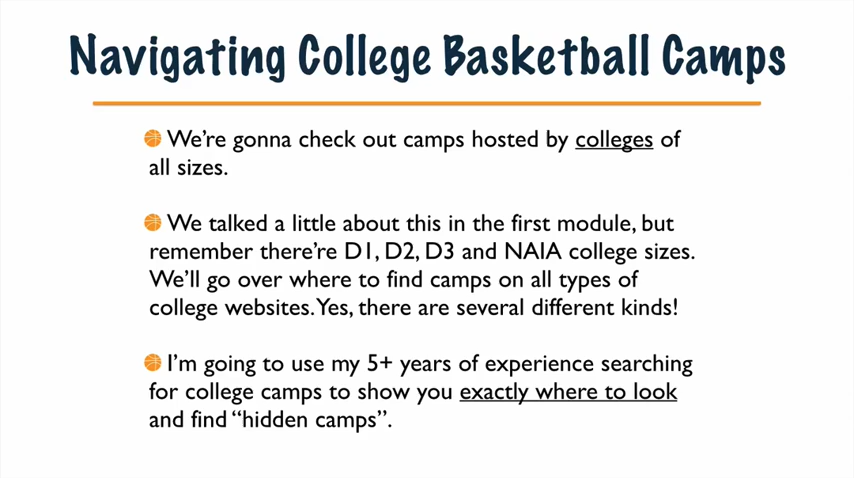 Navigating College Basketball Camps
We're gonna check out camps hosted by colleges of
all sizes.
We talked a little about this in the first module, but
remember there're D1, D2, D3 and NAIA college sizes.
We'll go over where to find camps on all types of
college websites. Yes, there are several different kinds!
I'm going to use my 5+ years of experience searching
for college camps to show you exactly where to look
and find “hidden camps”.